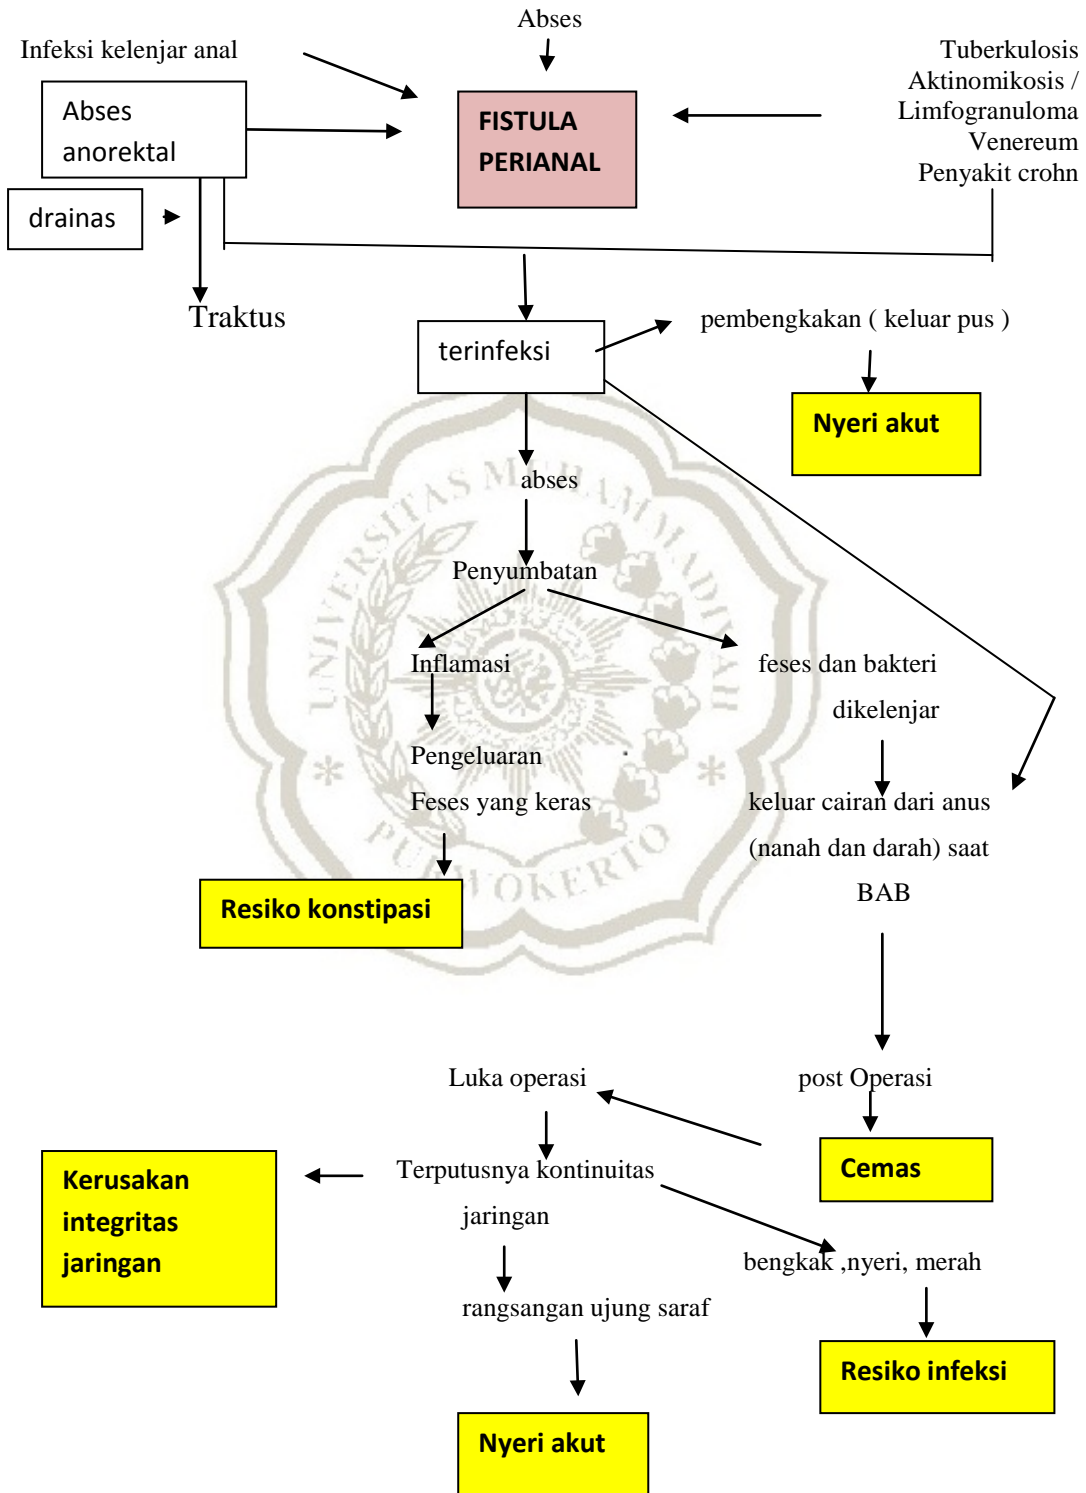 Abses
Infeksi kelenjar anal
Tuberkulosis
Aktinomikosis /
Limfogranuloma
Venereum
Penyakit crohn
Abses
anorektal
FISTULA
PERIANAL
drainas
Traktus
terinfeksi
pembengkakan ( keluar pus )
Nyeri akut
abses
Penyumbatan
Inflamasi
feses dan bakteri
dikelenjar
Pengeluaran
Feses yang keras
keluar cairan dari anus
(nanah dan darah) saat
BAB
Resiko konstipasi
Luka operasi
post Operasi
Cemas
Terputusnya kontinuitas
jaringan
Kerusakan
integritas
jaringan
bengkak ,nyeri, merah
rangsangan ujung saraf
Resiko infeksi
Nyeri akut
UNIVERSITAS MUHAMMADIYAH
* PURWOKERTO *